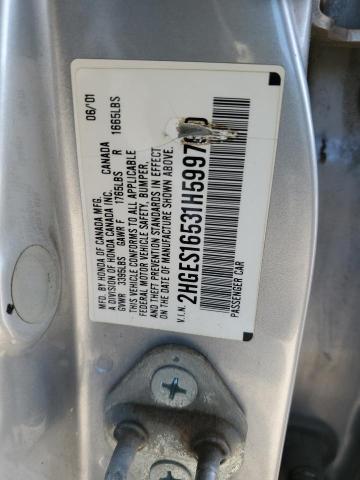 MFD. BY HONDA OF CANADA MFG. CANADA 06/01
A DIVISION OF HONDA CANADA INC.
GVWR 3395LBS GAWR F 1765LBS R 1665LBS
THIS VEHICLE CONFORMS TO ALL APPLICABLE
FEDERAL MOTOR VEHICLE SAFETY, BUMPER,
AND THEFT PREVENTION STANDARDS IN EFFECT
ON THE DATE OF MANUFACTURE SHOWN ABOVE.
V.I.N.
PASSENGER CAR